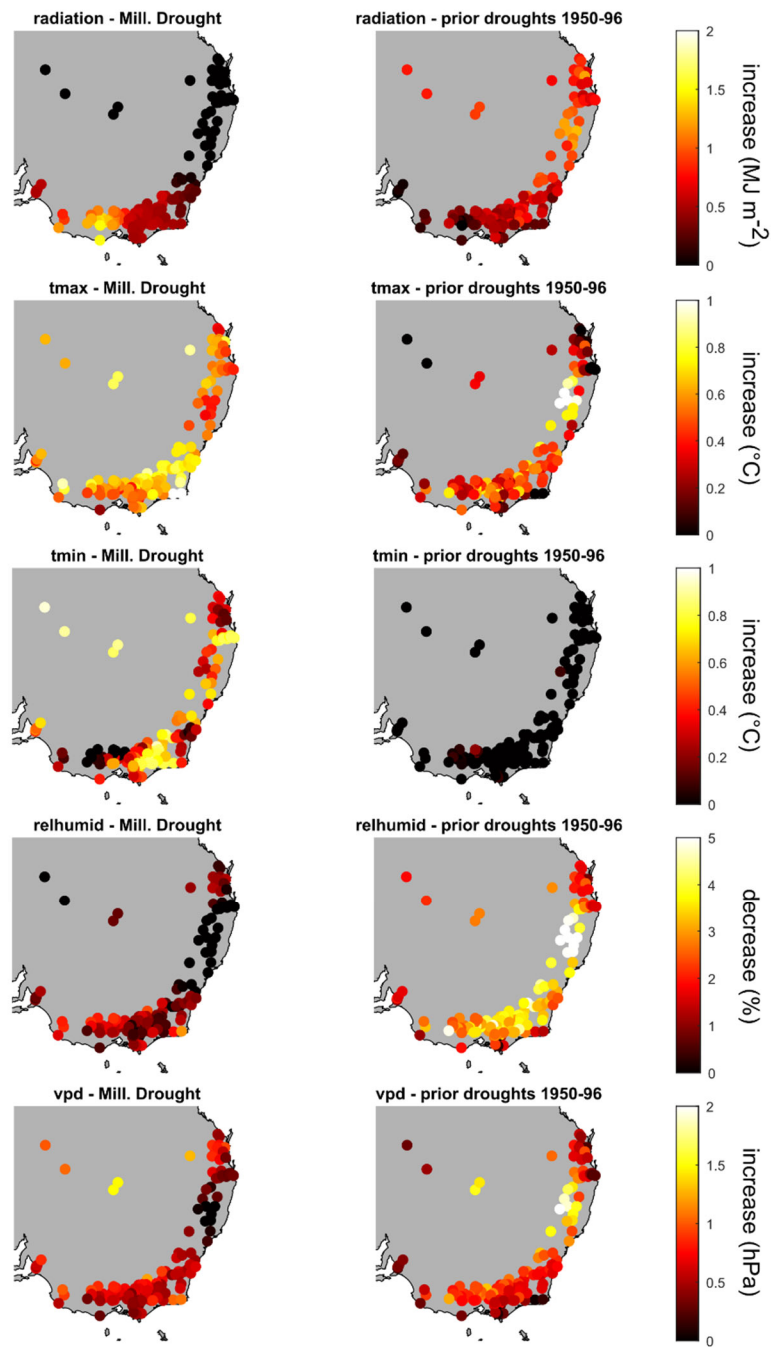 radiation - Mill. Drought
radiation - prior droughts 1950-96
2
1.5
1
0.5
0
increase (MJ m-2)
tmax - Mill. Drought
tmax - prior droughts 1950-96
1
0.8
0.6
0.4
0.2
0
increase (°C)
tmin - Mill. Drought
tmin - prior droughts 1950-96
1
0.8
0.6
0.4
0.2
0
increase (°C)
relhumid - Mill. Drought
relhumid - prior droughts 1950-96
5
4
3
2
1
0
decrease (%)
vpd - Mill. Drought
vpd - prior droughts 1950-96
2
1.5
1
0.5
0
increase (hPa)